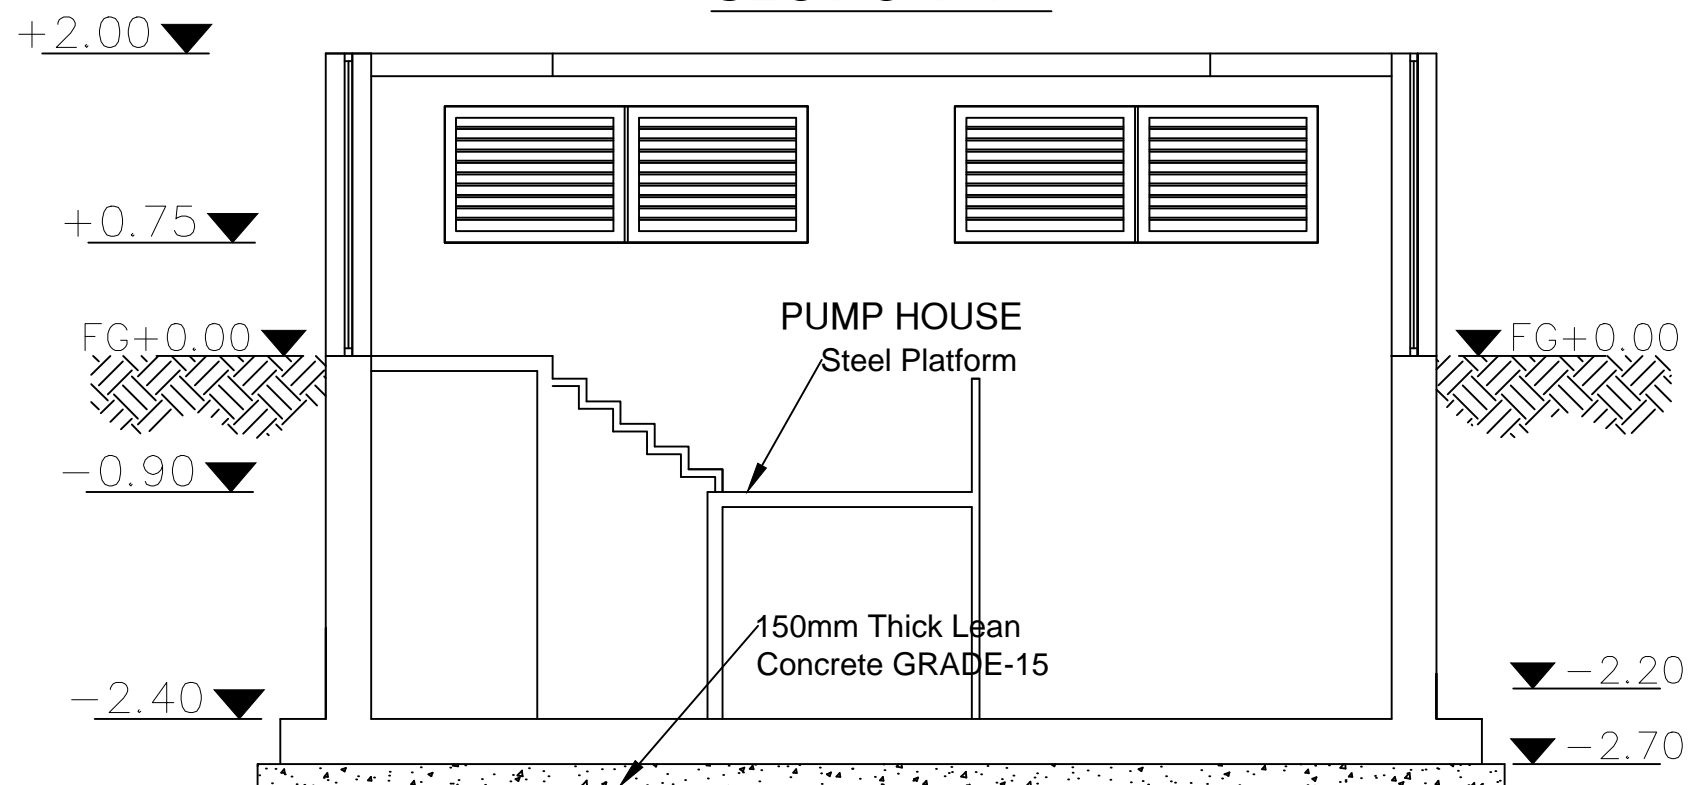 +2.00
+0.75
PUMP HOUSE
FG+0.00
FG+0.00
Steel Platform
-0.90
150mm Thick Lean
Concrete GRADE-15
-2.20
-2.40
-2.70